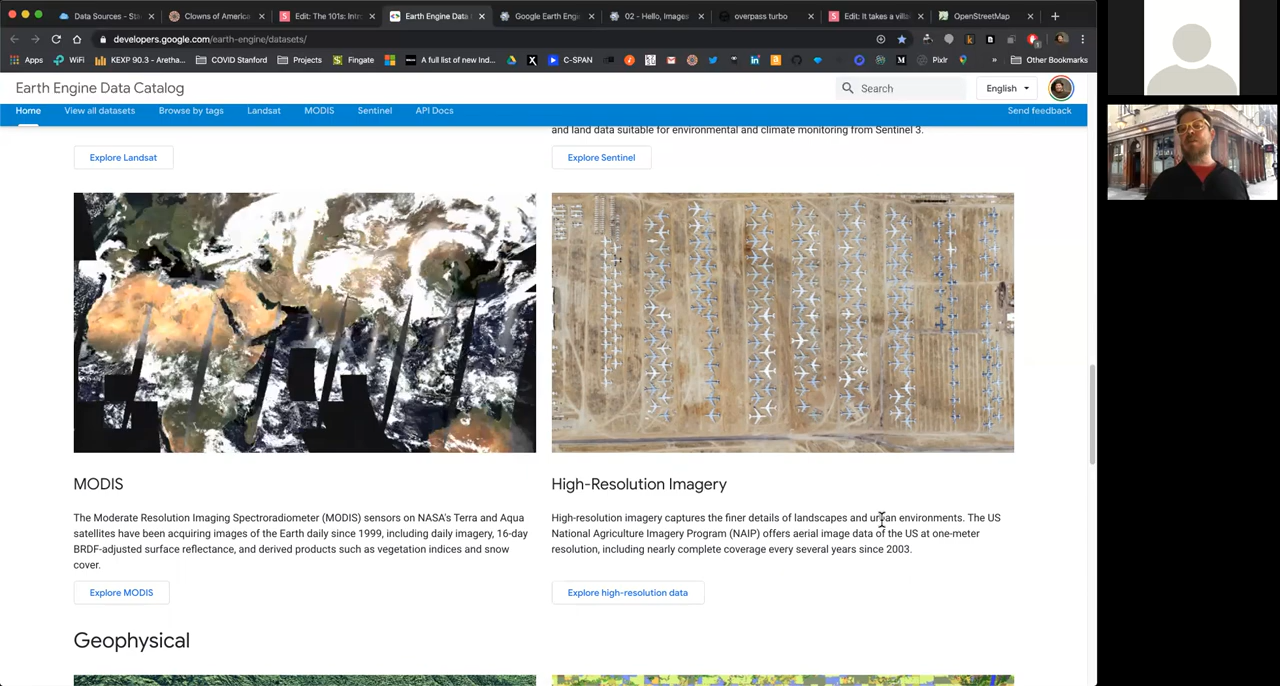 Data Sources - Sta
Clowns of America
Edit: The 101s: Intr
Earth Engine Data
Google Earth Engi
02 - Hello, Images
overpass turbo
Edit: It takes a villa
OpenStreetMap
developers.google.com/earth-engine/datasets/
Apps
WiFi
KEXP 90.3 - Aretha...
COVID Stanford
Projects
Fingate
A full list of new Ind...
C-SPAN
Pixlr
»
Other Bookmarks
Earth Engine Data Catalog
Search
English
Home
View all datasets
Browse by tags
Landsat
MODIS
Sentinel
API Docs
Send feedback
and land data suitable for environmental and climate monitoring from Sentinel 3.
Explore Landsat
Explore Sentinel
MODIS
The Moderate Resolution Imaging Spectroradiometer (MODIS) sensors on NASA's Terra and Aqua
satellites have been acquiring images of the Earth daily since 1999, including daily imagery, 16-day
BRDF-adjusted surface reflectance, and derived products such as vegetation indices and snow
cover.
Explore MODIS
High-Resolution Imagery
High-resolution imagery captures the finer details of landscapes and urban environments. The US
National Agriculture Imagery Program (NAIP) offers aerial image data of the US at one-meter
resolution, including nearly complete coverage every several years since 2003.
Explore high-resolution data
Geophysical